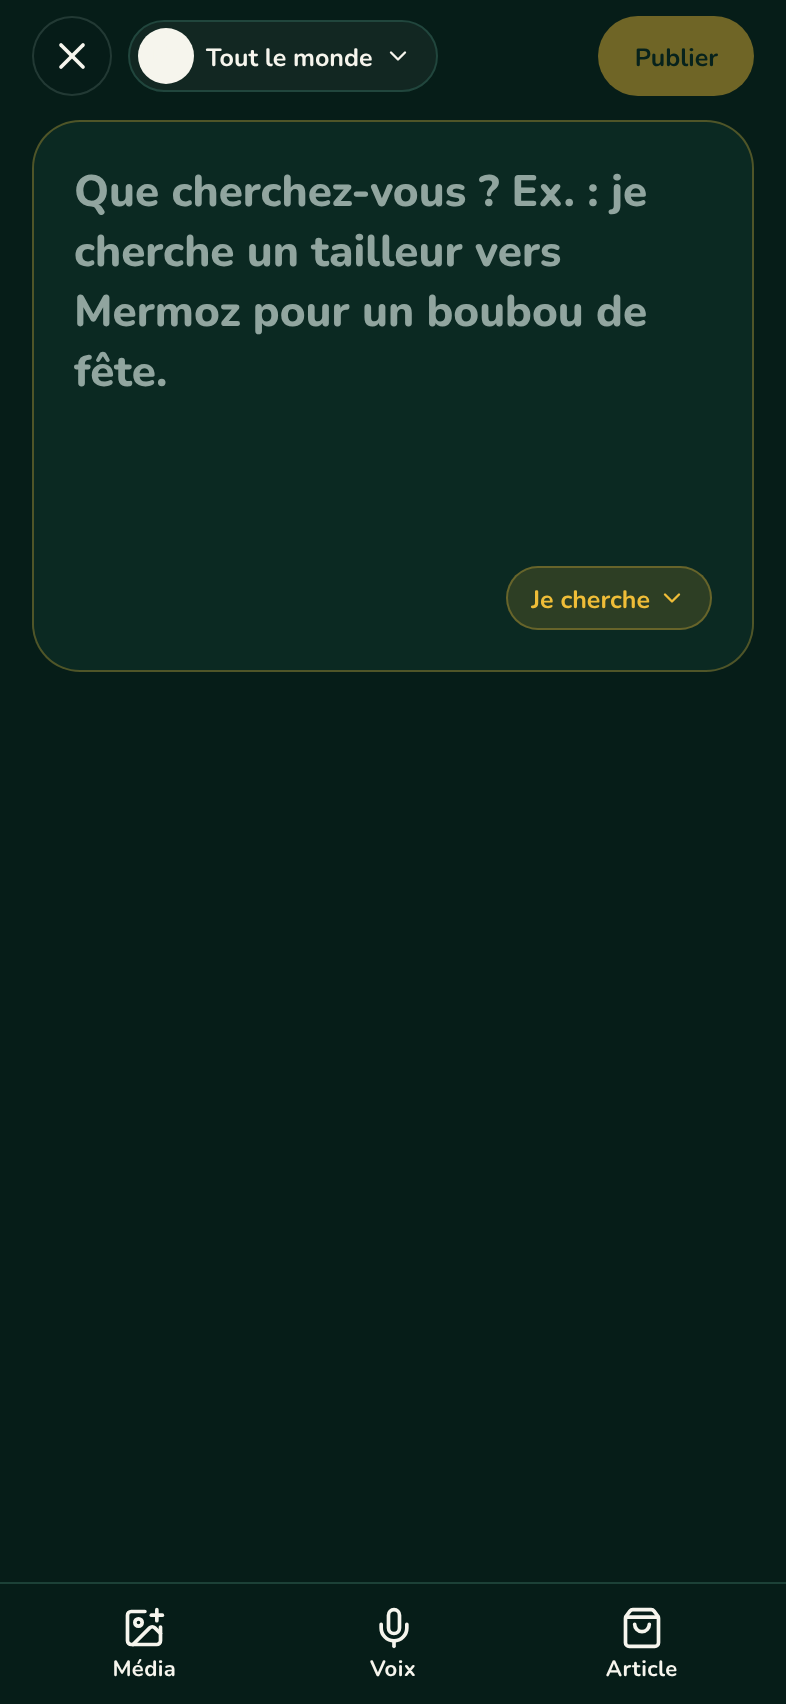 Tout le monde
Publier
Que cherchez-vous ? Ex. : je
cherche un tailleur vers
Mermoz pour un boubou de
fête.
Je cherche
Média
Voix
Article